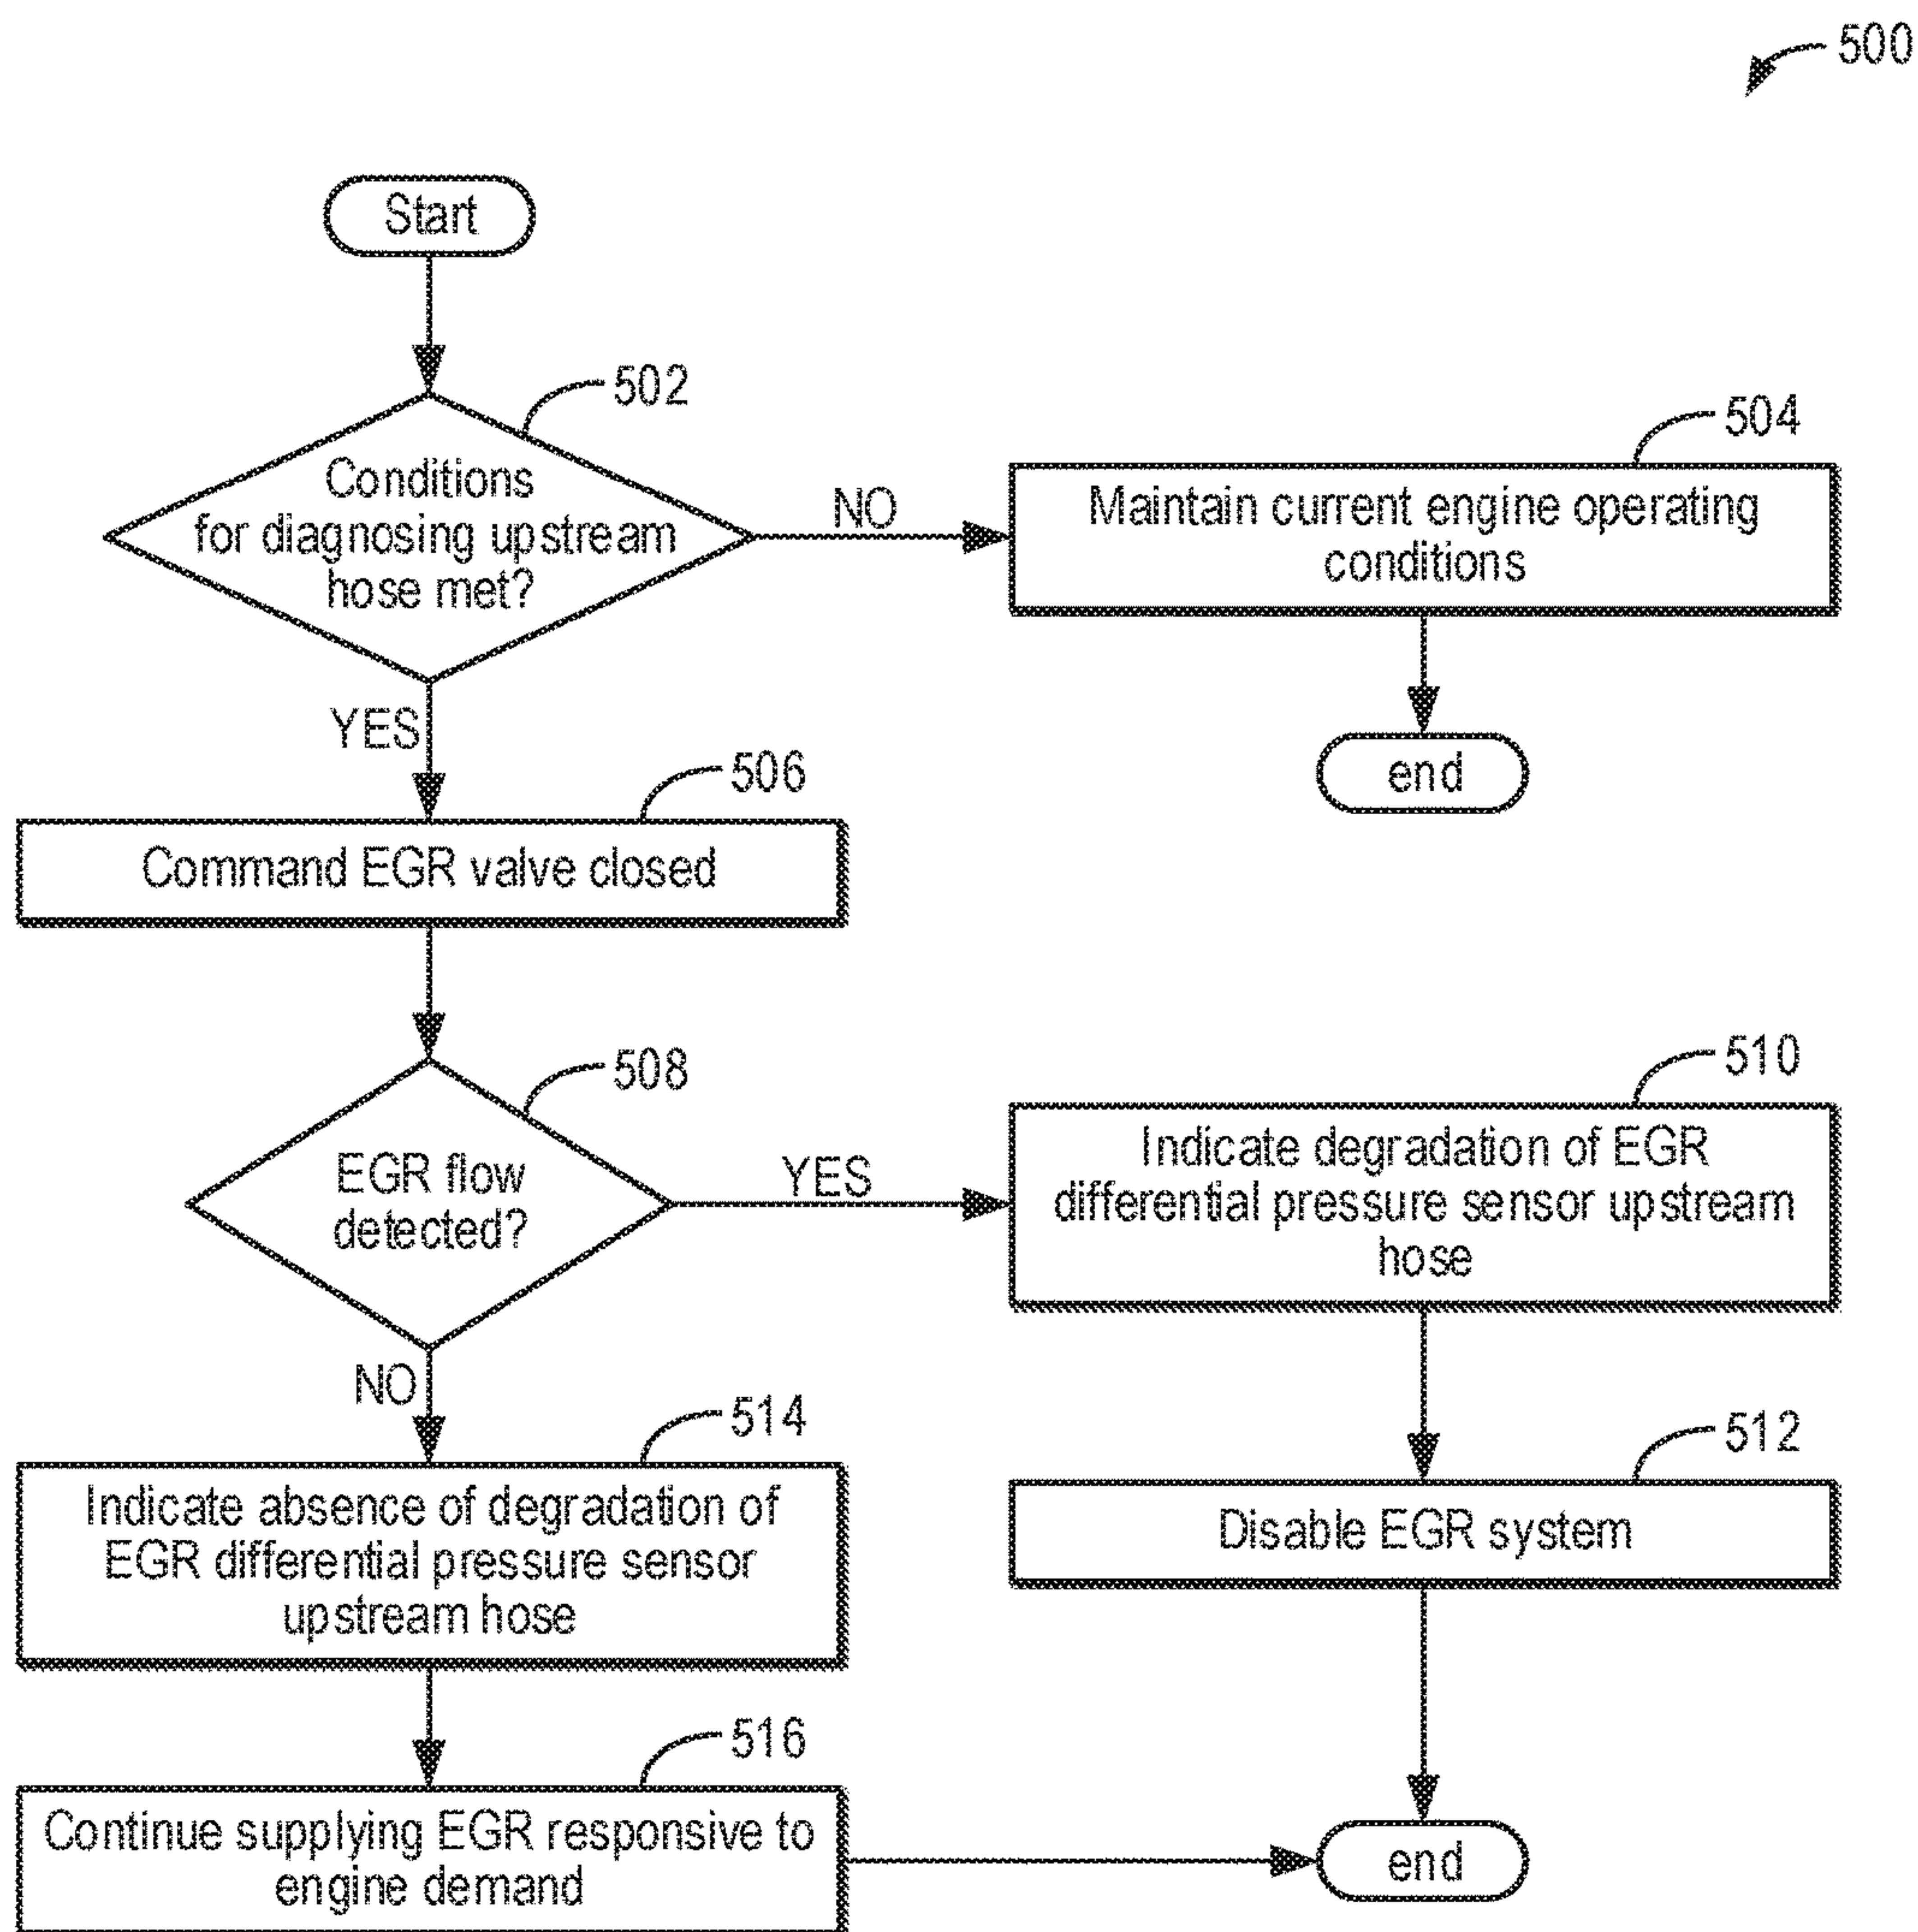 500
Start
502
Conditions
for diagnosing upstream
hose met?
NO
504
Maintain current engine operating
conditions
end
YES
506
Command EGR valve closed
508
EGR flow
detected?
YES
510
Indicate degradation of EGR
differential pressure sensor upstream
hose
NO
514
Indicate absence of degradation of
EGR differential pressure sensor
upstream hose
512
Disable EGR system
516
Continue supplying EGR responsive to
engine demand
end